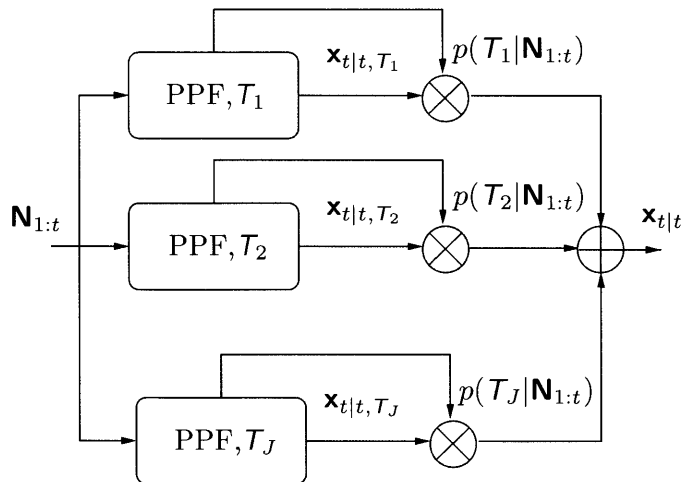 x_{t|t, T_1} p(T_1|N_{1:t})
PPF, T_1
x_{t|t, T_2} p(T_2|N_{1:t})
N_{1:t}
PPF, T_2
x_{t|t}
x_{t|t, T_J} p(T_J|N_{1:t})
PPF, T_J